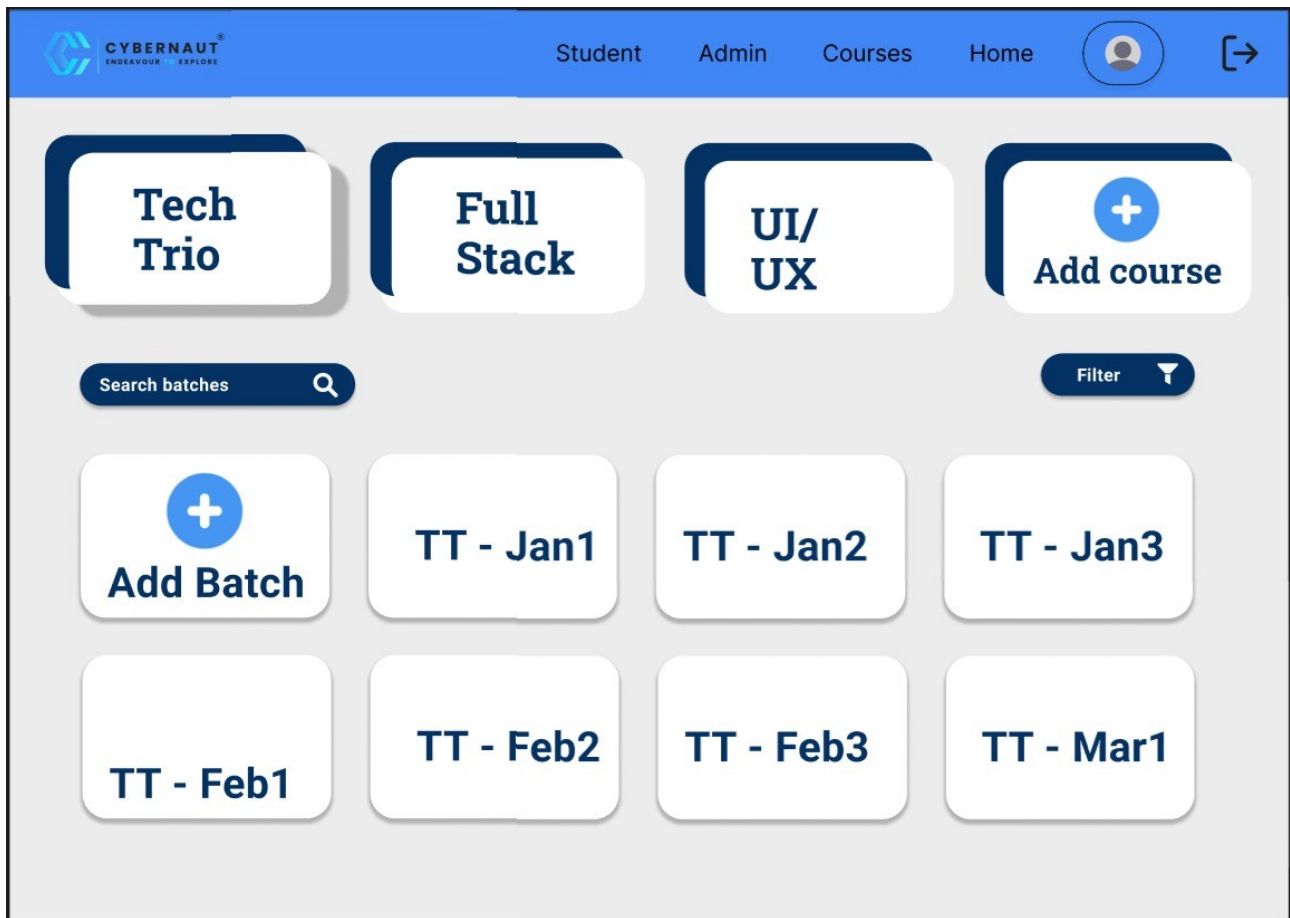 CYBERNAUT®
ENDEAVOUR TO EXPLORE
Student Admin Courses Home
Tech
Trio
Full
Stack
UI/
UX
Add course
Search batches
Filter
Add Batch
TT - Jan1
TT - Jan2
TT - Jan3
TT - Feb1
TT - Feb2
TT - Feb3
TT - Mar1